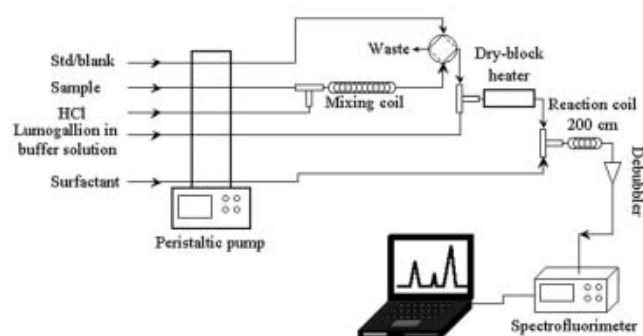 Std/blank
Waste
Dry-block
heater
Sample
Mixing coil
HCl
Reaction coil
200 cm
Lumogallion in
buffer solution
Debubbler
Surfactant
Peristaltic pump
Spectrofluorimeter